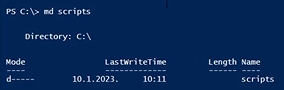 PS C:\> md scripts
Directory: C:\
Mode LastWriteTime Length Name
---- ------------- ------ ----
d----- 10.1.2023. 10:11 scripts